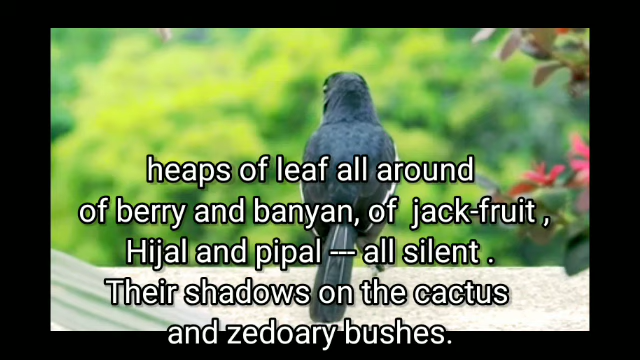 heaps of leaf all around
of berry and banyan, of jack-fruit ,
Hijal and pipal --- all silent .
Their shadows on the cactus
and zedoary bushes.